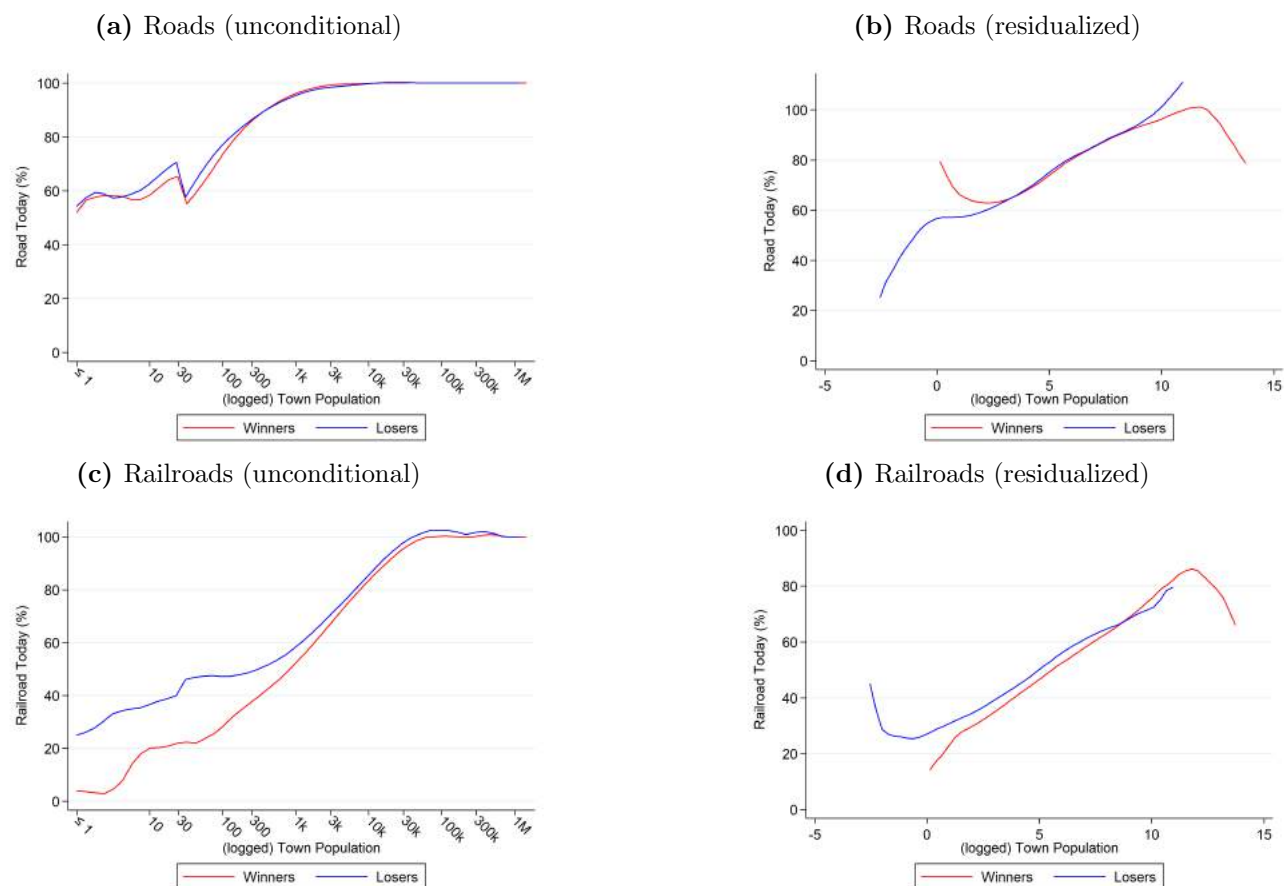 (a) Roads (unconditional)
(b) Roads (residualized)
100
80
60
40
20
0
Road Today (%)
≤ 1
10
30
100
300
1k
3k
10k
30k
100k
300k
1M
(logged) Town Population
Winners
Losers
100
80
60
40
20
0
Road Today (%)
-5
0
5
10
15
(logged) Town Population
Winners
Losers
(c) Railroads (unconditional)
(d) Railroads (residualized)
100
80
60
40
20
0
Railroad Today (%)
≤ 1
10
30
100
300
1k
3k
10k
30k
100k
300k
1M
(logged) Town Population
Winners
Losers
100
80
60
40
20
0
Railroad Today (%)
-5
0
5
10
15
(logged) Town Population
Winners
Losers